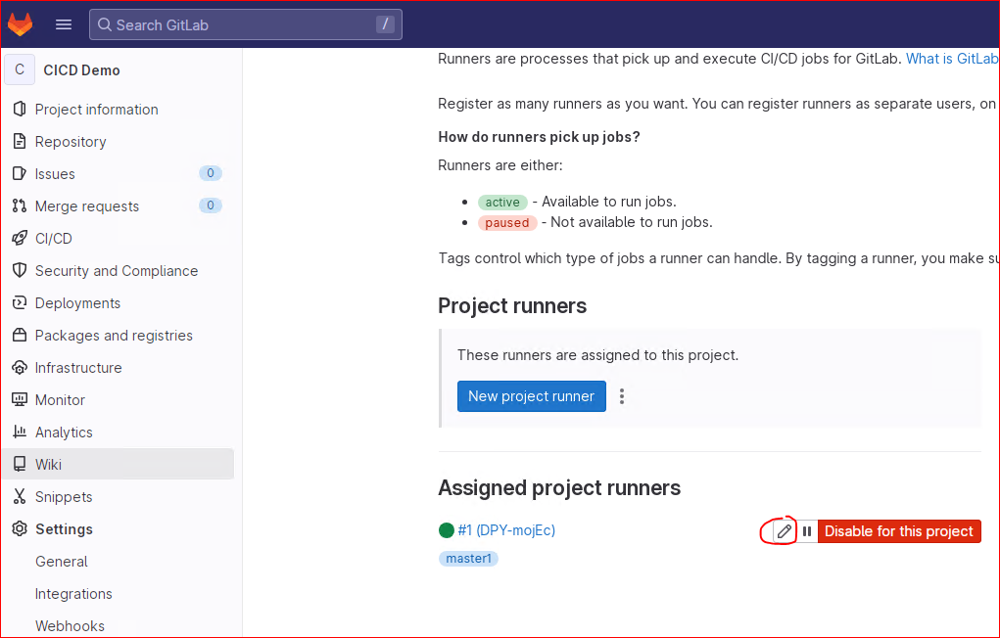 Search GitLab /
C CICD Demo
Project information
Repository
Issues 0
Merge requests 0
CI/CD
Security and Compliance
Deployments
Packages and registries
Infrastructure
Monitor
Analytics
Wiki
Snippets
Settings
General
Integrations
Webhooks
Runners are processes that pick up and execute CI/CD jobs for GitLab. What is GitLab
Register as many runners as you want. You can register runners as separate users, on
How do runners pick up jobs?
Runners are either:
active - Available to run jobs.
paused - Not available to run jobs.
Tags control which type of jobs a runner can handle. By tagging a runner, you make su
Project runners
These runners are assigned to this project.
New project runner
Assigned project runners
#1 (DPY-mojEc) Disable for this project
master1